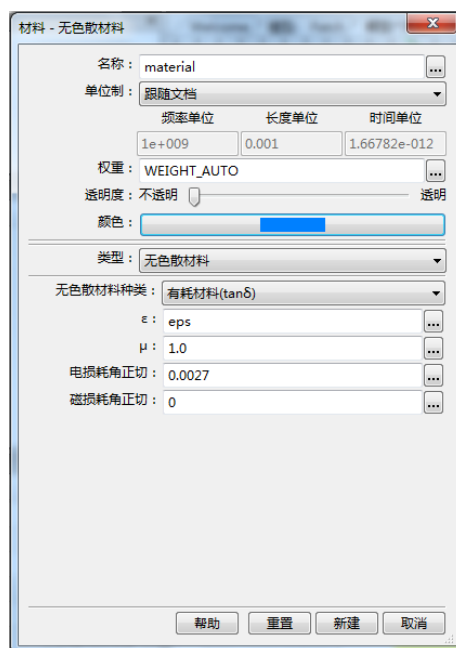 材料 - 无色散材料
名称： material ...
单位制： 跟随文档
频率单位 长度单位 时间单位
1e+009 0.001 1.66782e-012
权重： WEIGHT_AUTO ...
透明度： 不透明 透明
颜色：
类型： 无色散材料
无色散材料种类： 有耗材料(tanδ)
ε： eps ...
μ： 1.0 ...
电损耗角正切： 0.0027 ...
磁损耗角正切： 0 ...
帮助 重置 新建 取消